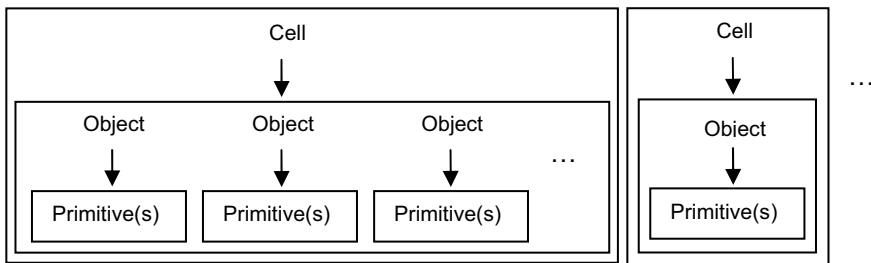 Cell Cell
…
Object Object Object Object
…
Primitive(s) Primitive(s) Primitive(s) Primitive(s)